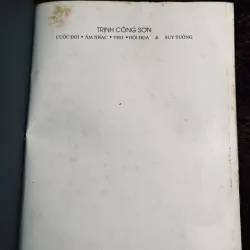 TRỊNH CÔNG SƠN
CUỘC ĐỜI • ÂM NHẠC • THƠ • HỘI HỌA & SUY TƯỞNG